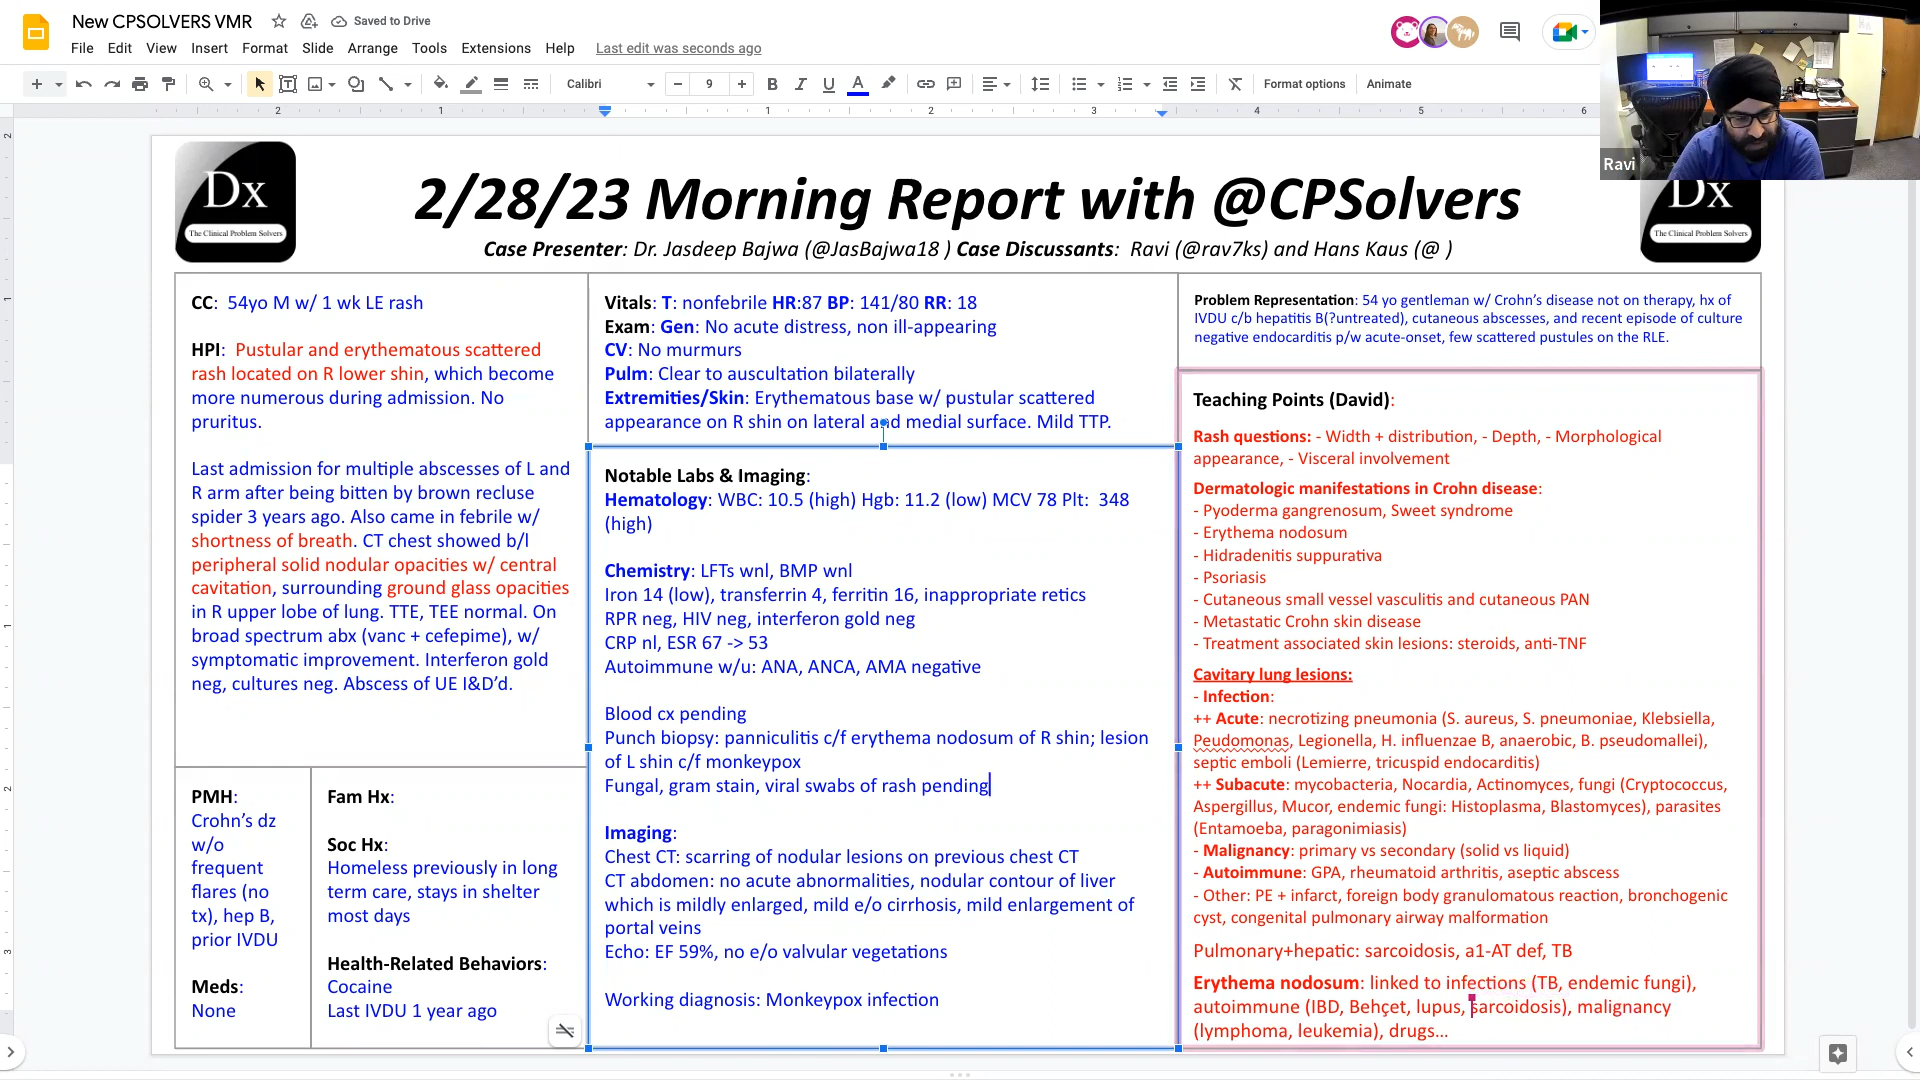 New CPSOLVERS VMR
Saved to Drive
File Edit View Insert Format Slide Arrange Tools Extensions Help Last edit was seconds ago
Calibri
9
Format options
Animate
2 1 1 2 3 4 5 6
Ravi
2/28/23 Morning Report with @CPSolvers
Case Presenter: Dr. Jasdeep Bajwa (@JasBajwa18 ) Case Discussants: Ravi (@rav7ks) and Hans Kaus (@ )
Dx
The Clinical Problem Solvers
Dx
The Clinical Problem Solvers
CC: 54yo M w/ 1 wk LE rash
HPI: Pustular and erythematous scattered
rash located on R lower shin, which become
more numerous during admission. No
pruritus.
Last admission for multiple abscesses of L and
R arm after being bitten by brown recluse
spider 3 years ago. Also came in febrile w/
shortness of breath. CT chest showed b/l
peripheral solid nodular opacities w/ central
cavitation, surrounding ground glass opacities
in R upper lobe of lung. TTE, TEE normal. On
broad spectrum abx (vanc + cefepime), w/
symptomatic improvement. Interferon gold
neg, cultures neg. Abscess of UE I&D'd.
PMH:
Crohn's dz
w/o
frequent
flares (no
tx), hep B,
prior IVDU
Meds:
None
Fam Hx:
Soc Hx:
Homeless previously in long
term care, stays in shelter
most days
Health-Related Behaviors:
Cocaine
Last IVDU 1 year ago
Vitals: T: nonfebrile HR:87 BP: 141/80 RR: 18
Exam: Gen: No acute distress, non ill-appearing
CV: No murmurs
Pulm: Clear to auscultation bilaterally
Extremities/Skin: Erythematous base w/ pustular scattered
appearance on R shin on lateral and medial surface. Mild TTP.
Notable Labs & Imaging:
Hematology: WBC: 10.5 (high) Hgb: 11.2 (low) MCV 78 Plt: 348
(high)
Chemistry: LFTs wnl, BMP wnl
Iron 14 (low), transferrin 4, ferritin 16, inappropriate retics
RPR neg, HIV neg, interferon gold neg
CRP nl, ESR 67 -> 53
Autoimmune w/u: ANA, ANCA, AMA negative
Blood cx pending
Punch biopsy: panniculitis c/f erythema nodosum of R shin; lesion
of L shin c/f monkeypox
Fungal, gram stain, viral swabs of rash pending
Imaging:
Chest CT: scarring of nodular lesions on previous chest CT
CT abdomen: no acute abnormalities, nodular contour of liver
which is mildly enlarged, mild e/o cirrhosis, mild enlargement of
portal veins
Echo: EF 59%, no e/o valvular vegetations
Working diagnosis: Monkeypox infection
Problem Representation: 54 yo gentleman w/ Crohn's disease not on therapy, hx of
IVDU c/b hepatitis B(?untreated), cutaneous abscesses, and recent episode of culture
negative endocarditis p/w acute-onset, few scattered pustules on the RLE.
Teaching Points (David):
Rash questions: - Width + distribution, - Depth, - Morphological
appearance, - Visceral involvement
Dermatologic manifestations in Crohn disease:
- Pyoderma gangrenosum, Sweet syndrome
- Erythema nodosum
- Hidradenitis suppurativa
- Psoriasis
- Cutaneous small vessel vasculitis and cutaneous PAN
- Metastatic Crohn skin disease
- Treatment associated skin lesions: steroids, anti-TNF
Cavitary lung lesions:
- Infection:
++ Acute: necrotizing pneumonia (S. aureus, S. pneumoniae, Klebsiella,
Peudomonas, Legionella, H. influenzae B, anaerobic, B. pseudomallei),
septic emboli (Lemierre, tricuspid endocarditis)
++ Subacute: mycobacteria, Nocardia, Actinomyces, fungi (Cryptococcus,
Aspergillus, Mucor, endemic fungi: Histoplasma, Blastomyces), parasites
(Entamoeba, paragonimiasis)
- Malignancy: primary vs secondary (solid vs liquid)
- Autoimmune: GPA, rheumatoid arthritis, aseptic abscess
- Other: PE + infarct, foreign body granulomatous reaction, bronchogenic
cyst, congenital pulmonary airway malformation
Pulmonary+hepatic: sarcoidosis, a1-AT def, TB
Erythema nodosum: linked to infections (TB, endemic fungi),
autoimmune (IBD, Behçet, lupus, sarcoidosis), malignancy
(lymphoma, leukemia), drugs...